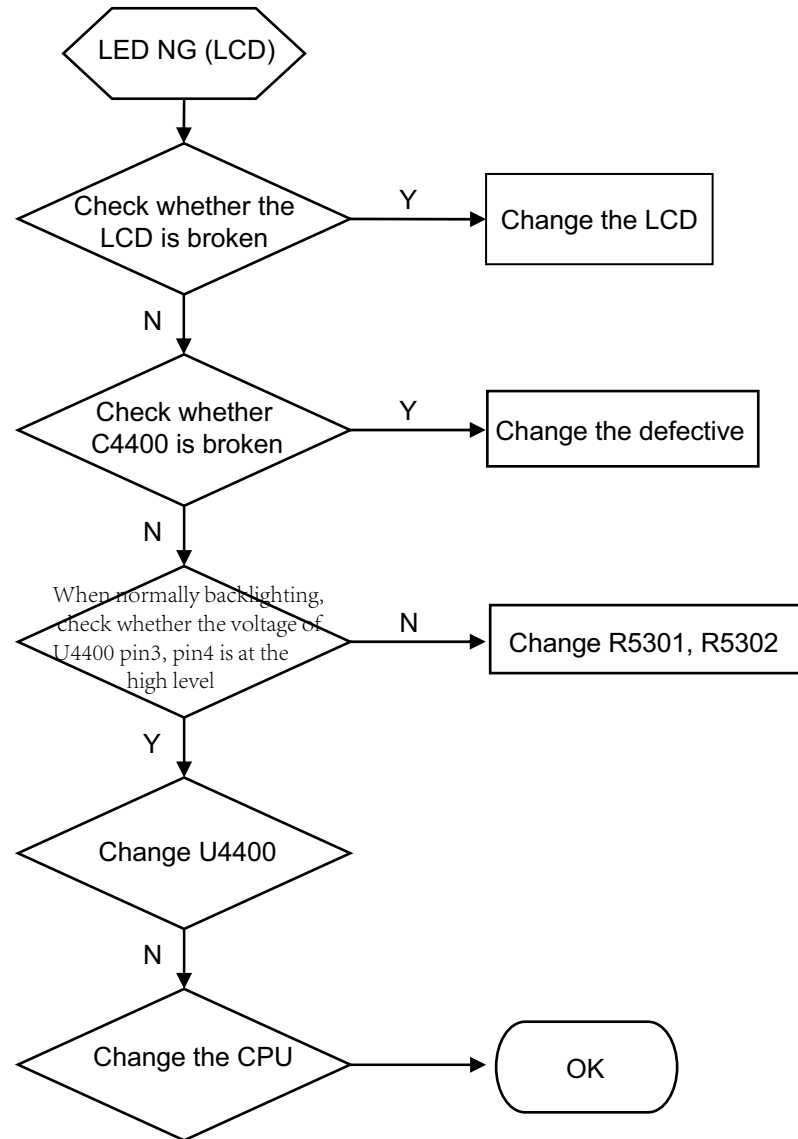 LED NG (LCD)
Check whether the
LCD is broken
Y
Change the LCD
N
Check whether
C4400 is broken
Y
Change the defective
N
When normally backlighting,
check whether the voltage of
U4400 pin3, pin4 is at the
high level
N
Change R5301, R5302
Y
Change U4400
N
Change the CPU
OK